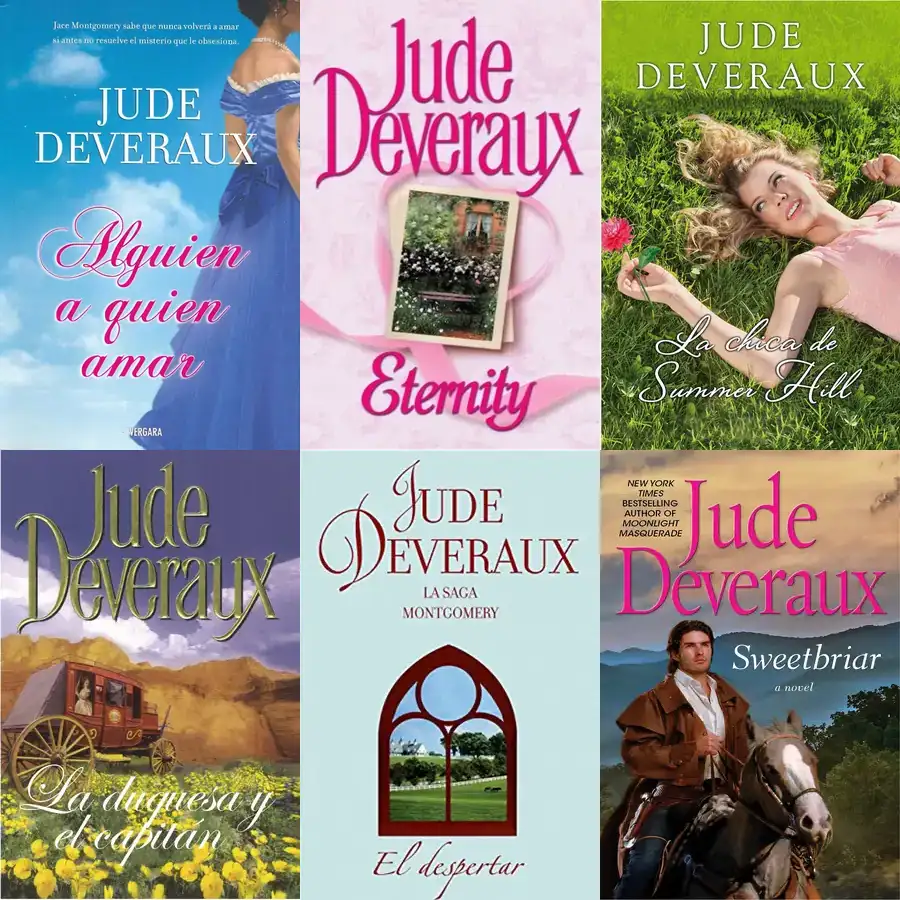 Jace Montgomery sabe que nunca volverá a amar
si antes no resuelve el misterio que le obsesiona.
JUDE
DEVERAUX
Alguien
a quien
amar
VERGARA
Jude
Deveraux
Eternity
JUDE
DEVERAUX
La chica de
Summer Hill
Jude
Deveraux
La duquesa y
el capitán
JUDE
DEVERAUX
LA SAGA
MONTGOMERY
El despertar
NEW YORK
TIMES
BESTSELLING
AUTHOR OF
MOONLIGHT
MASQUERADE
Jude
Deveraux
Sweetbriar
a novel